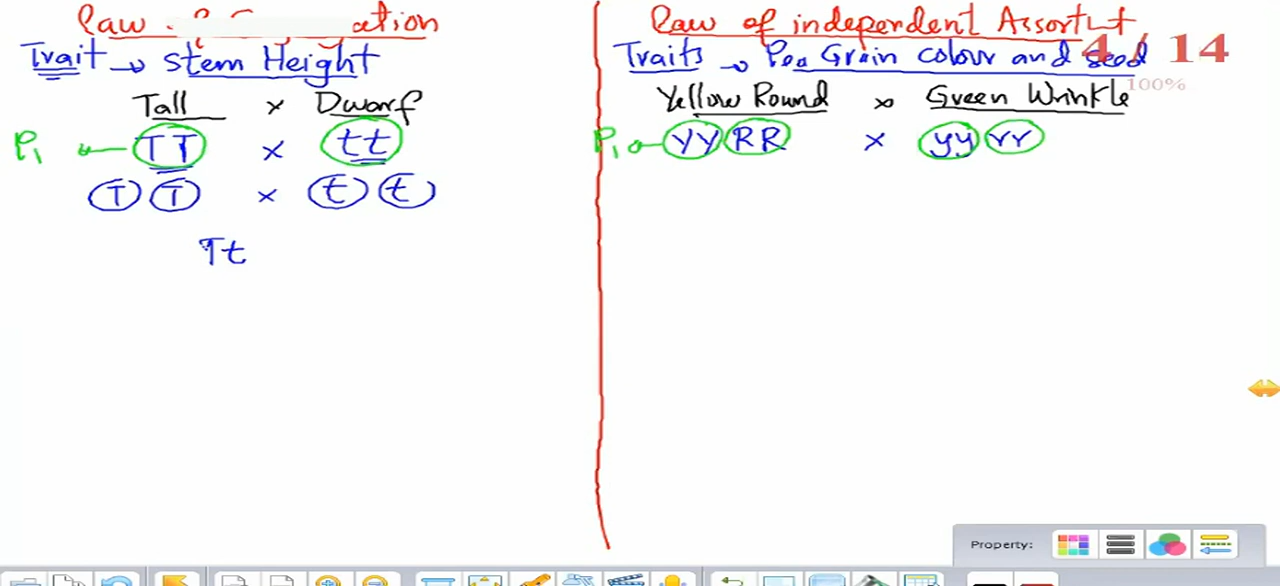 Law ation
Trait → Stem Height
Tall × Dwarf
P1 ← TT × tt
T T × t t
Tt
Law of independent
Traits → Pea Grain colour and seed
4 / 14
100%
Yellow Round × Green Wrinkle
P1 ← YY RR × yy rr
Property: